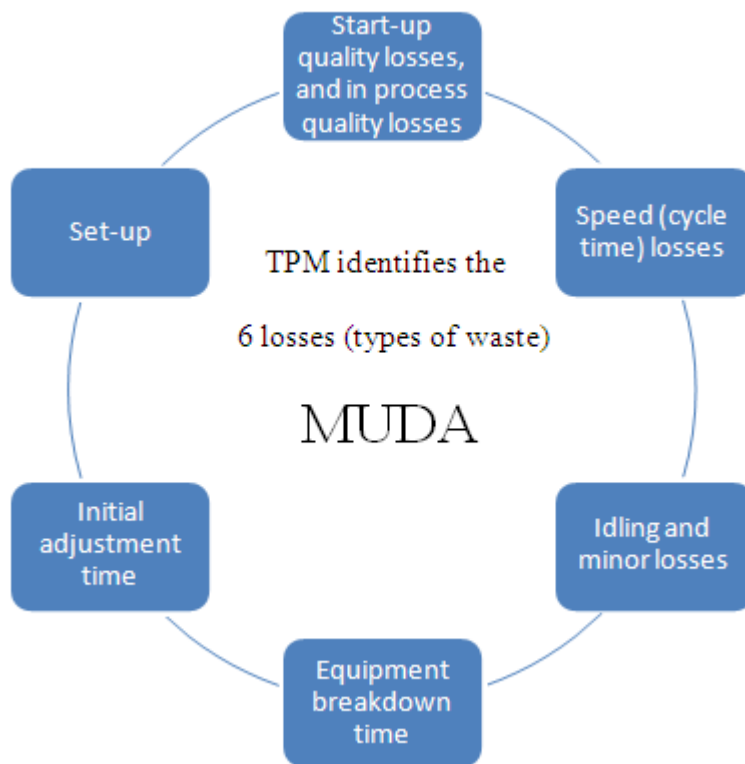 Start-up
quality losses,
and in process
quality losses
Set-up
Speed (cycle
time) losses
TPM identifies the
6 losses (types of waste)
MUDA
Initial
adjustment
time
Idling and
minor losses
Equipment
breakdown
time